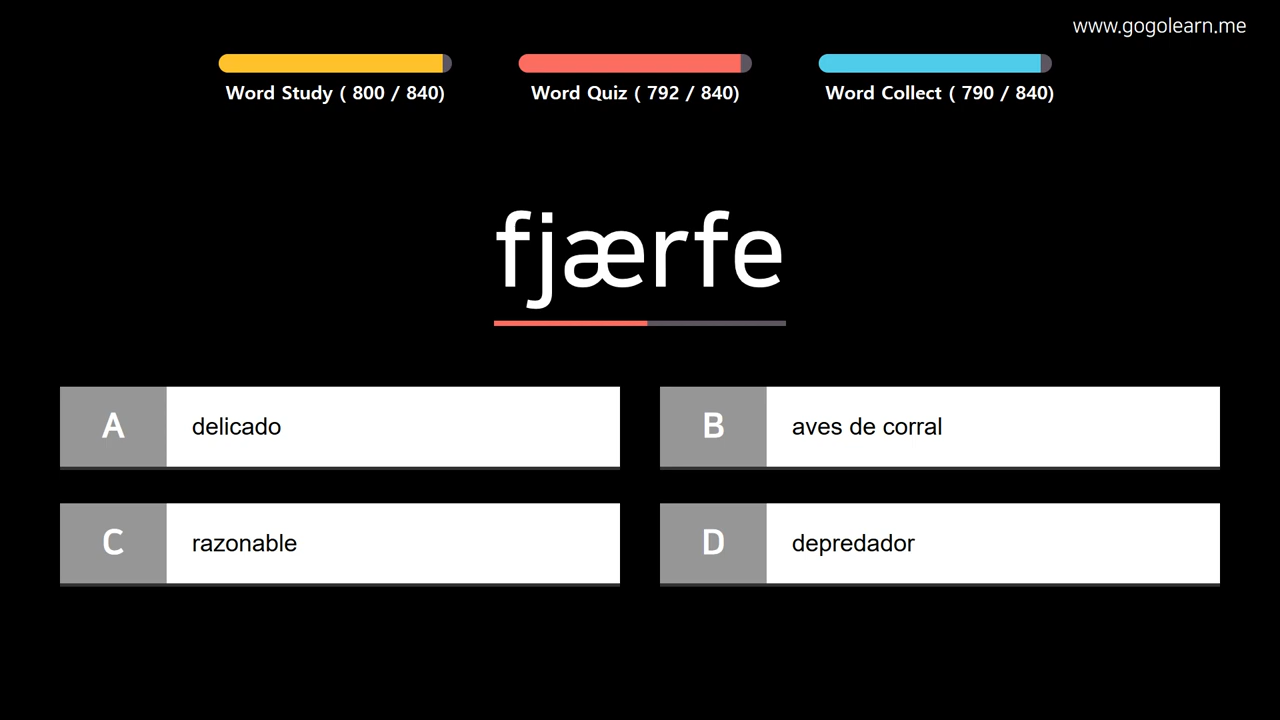 www.gogolearn.me
Word Study ( 800 / 840)
Word Quiz ( 792 / 840)
Word Collect ( 790 / 840)
fjærfe
A delicado
B aves de corral
C razonable
D depredador